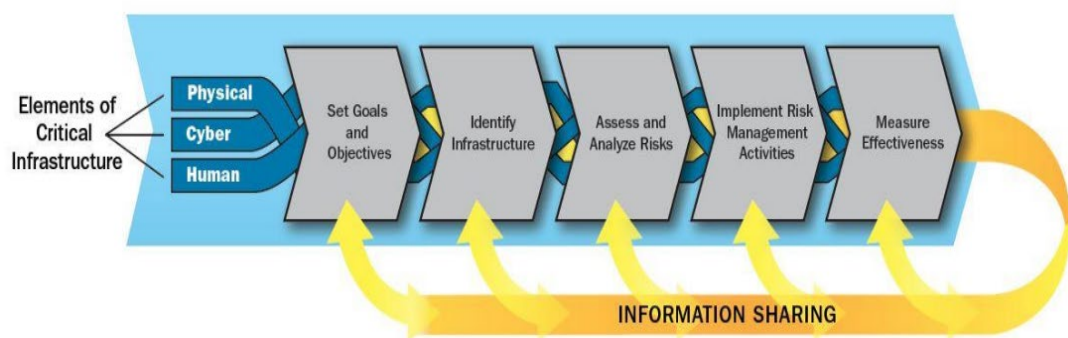 Elements of
Critical
Infrastructure
Physical
Cyber
Human
Set Goals
and
Objectives
Identify
Infrastructure
Assess and
Analyze Risks
Implement Risk
Management
Activities
Measure
Effectiveness
INFORMATION SHARING